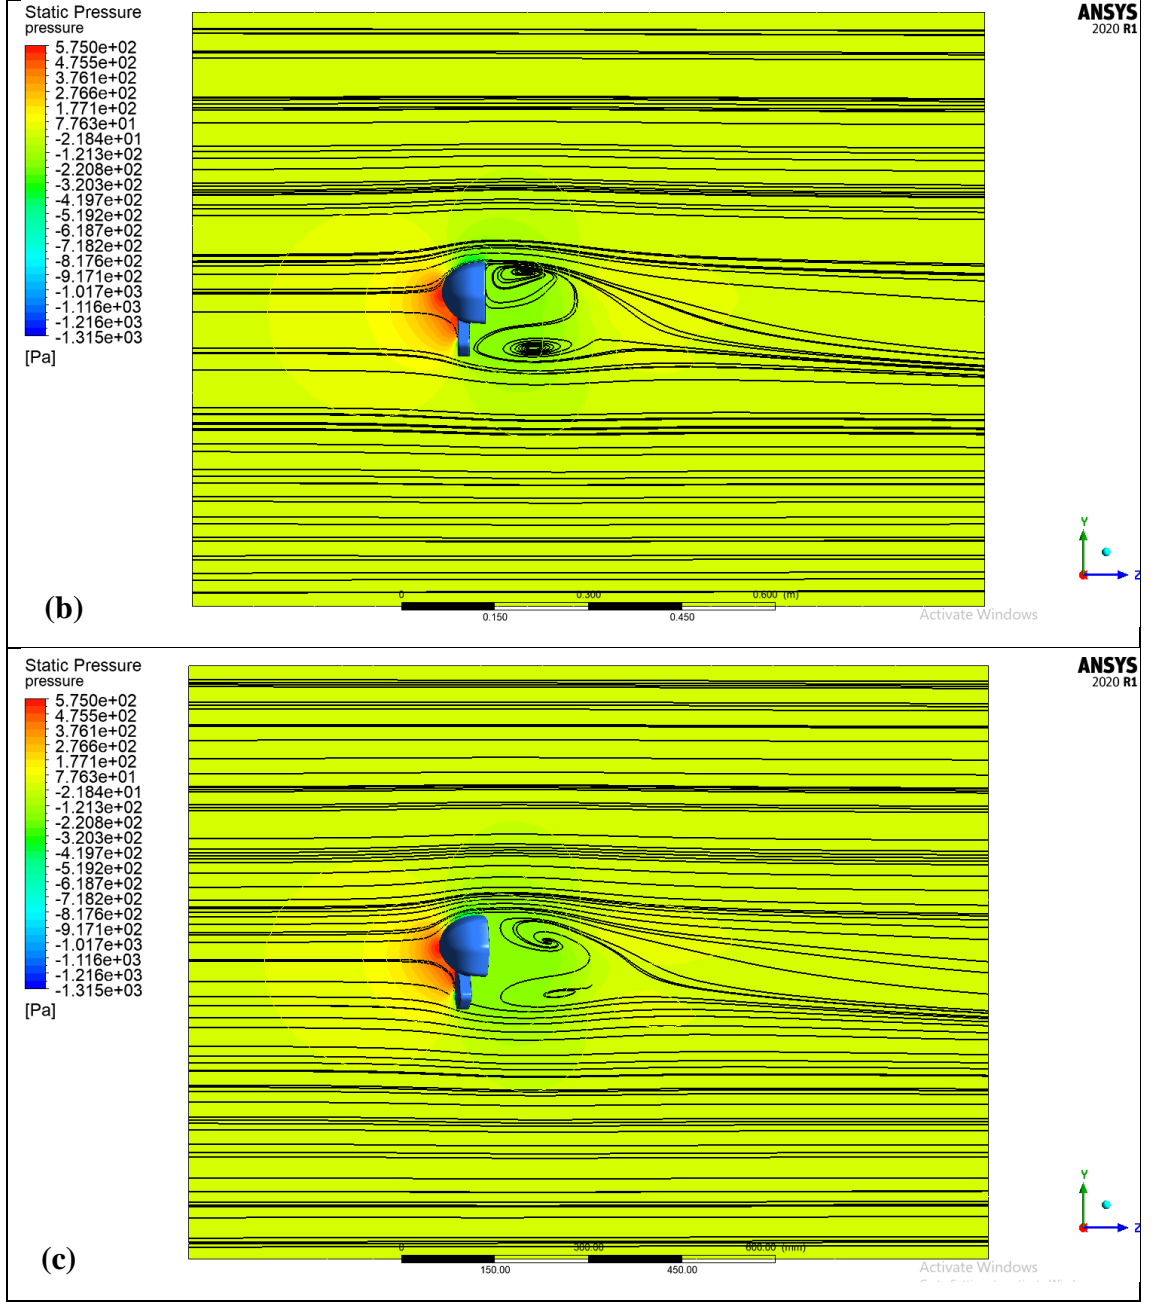 Static Pressure
pressure
ANSYS
2020 R1
5.750e+02
4.755e+02
3.761e+02
2.766e+02
1.771e+02
7.763e+01
-2.184e+01
-1.213e+02
-2.208e+02
-3.203e+02
-4.197e+02
-5.192e+02
-6.187e+02
-7.182e+02
-8.176e+02
-9.171e+02
-1.017e+03
-1.116e+03
-1.216e+03
-1.315e+03
[Pa]
Y
Z
0 0.300 0.600 (m)
0.150 0.450
(b)
Activate Windows
Static Pressure
pressure
ANSYS
2020 R1
5.750e+02
4.755e+02
3.761e+02
2.766e+02
1.771e+02
7.763e+01
-2.184e+01
-1.213e+02
-2.208e+02
-3.203e+02
-4.197e+02
-5.192e+02
-6.187e+02
-7.182e+02
-8.176e+02
-9.171e+02
-1.017e+03
-1.116e+03
-1.216e+03
-1.315e+03
[Pa]
Y
Z
0 300.00 600.00 (mm)
150.00 450.00
(c)
Activate Windows